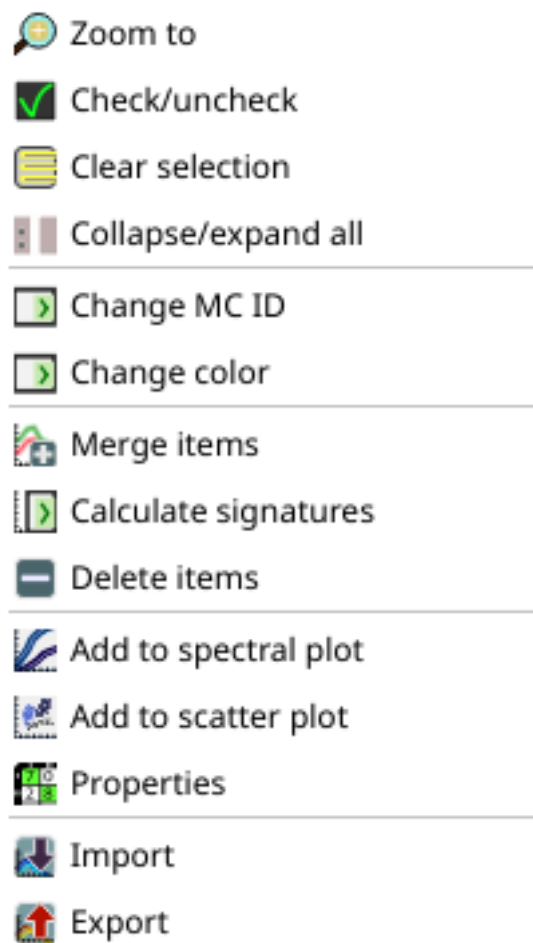 Zoom to
Check/uncheck
Clear selection
Collapse/expand all
Change MC ID
Change color
Merge items
Calculate signatures
Delete items
Add to spectral plot
Add to scatter plot
Properties
Import
Export